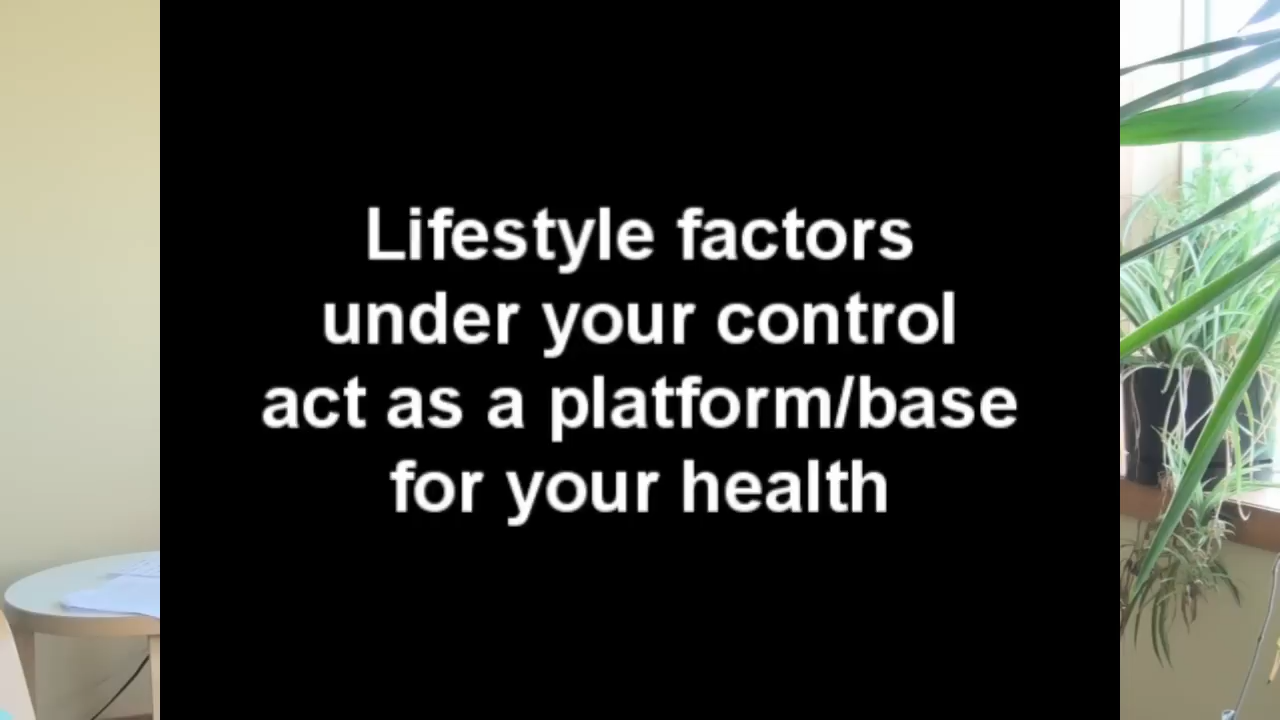 Lifestyle factors
under your control
act as a platform/base
for your health